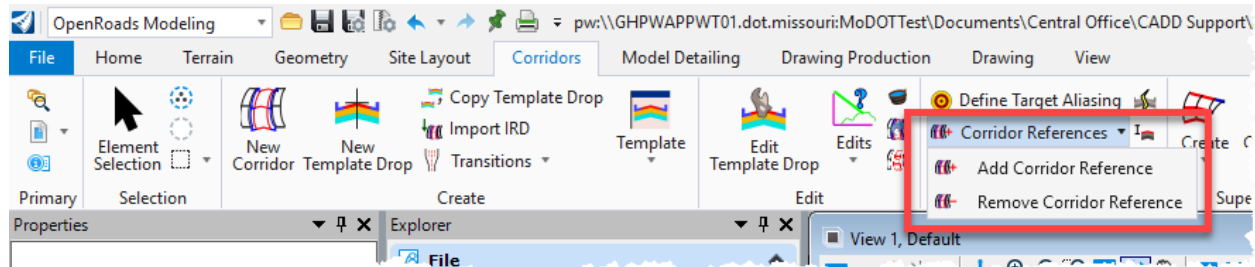 OpenRoads Modeling pw:\\GHPWAPPWT01.dot.missouri:MoDOTTest\Documents\Central Office\CADD Support\
File Home Terrain Geometry Site Layout Corridors Model Detailing Drawing Production Drawing View
Copy Template Drop
Define Target Aliasing
Import IRD
Corridor References
Element Selection
New Corridor
New Template Drop
Template
Edit Template Drop
Edits
Create
Transitions
Add Corridor Reference
Remove Corridor Reference
Primary Selection Create Edit
Properties Explorer View 1, Default
File